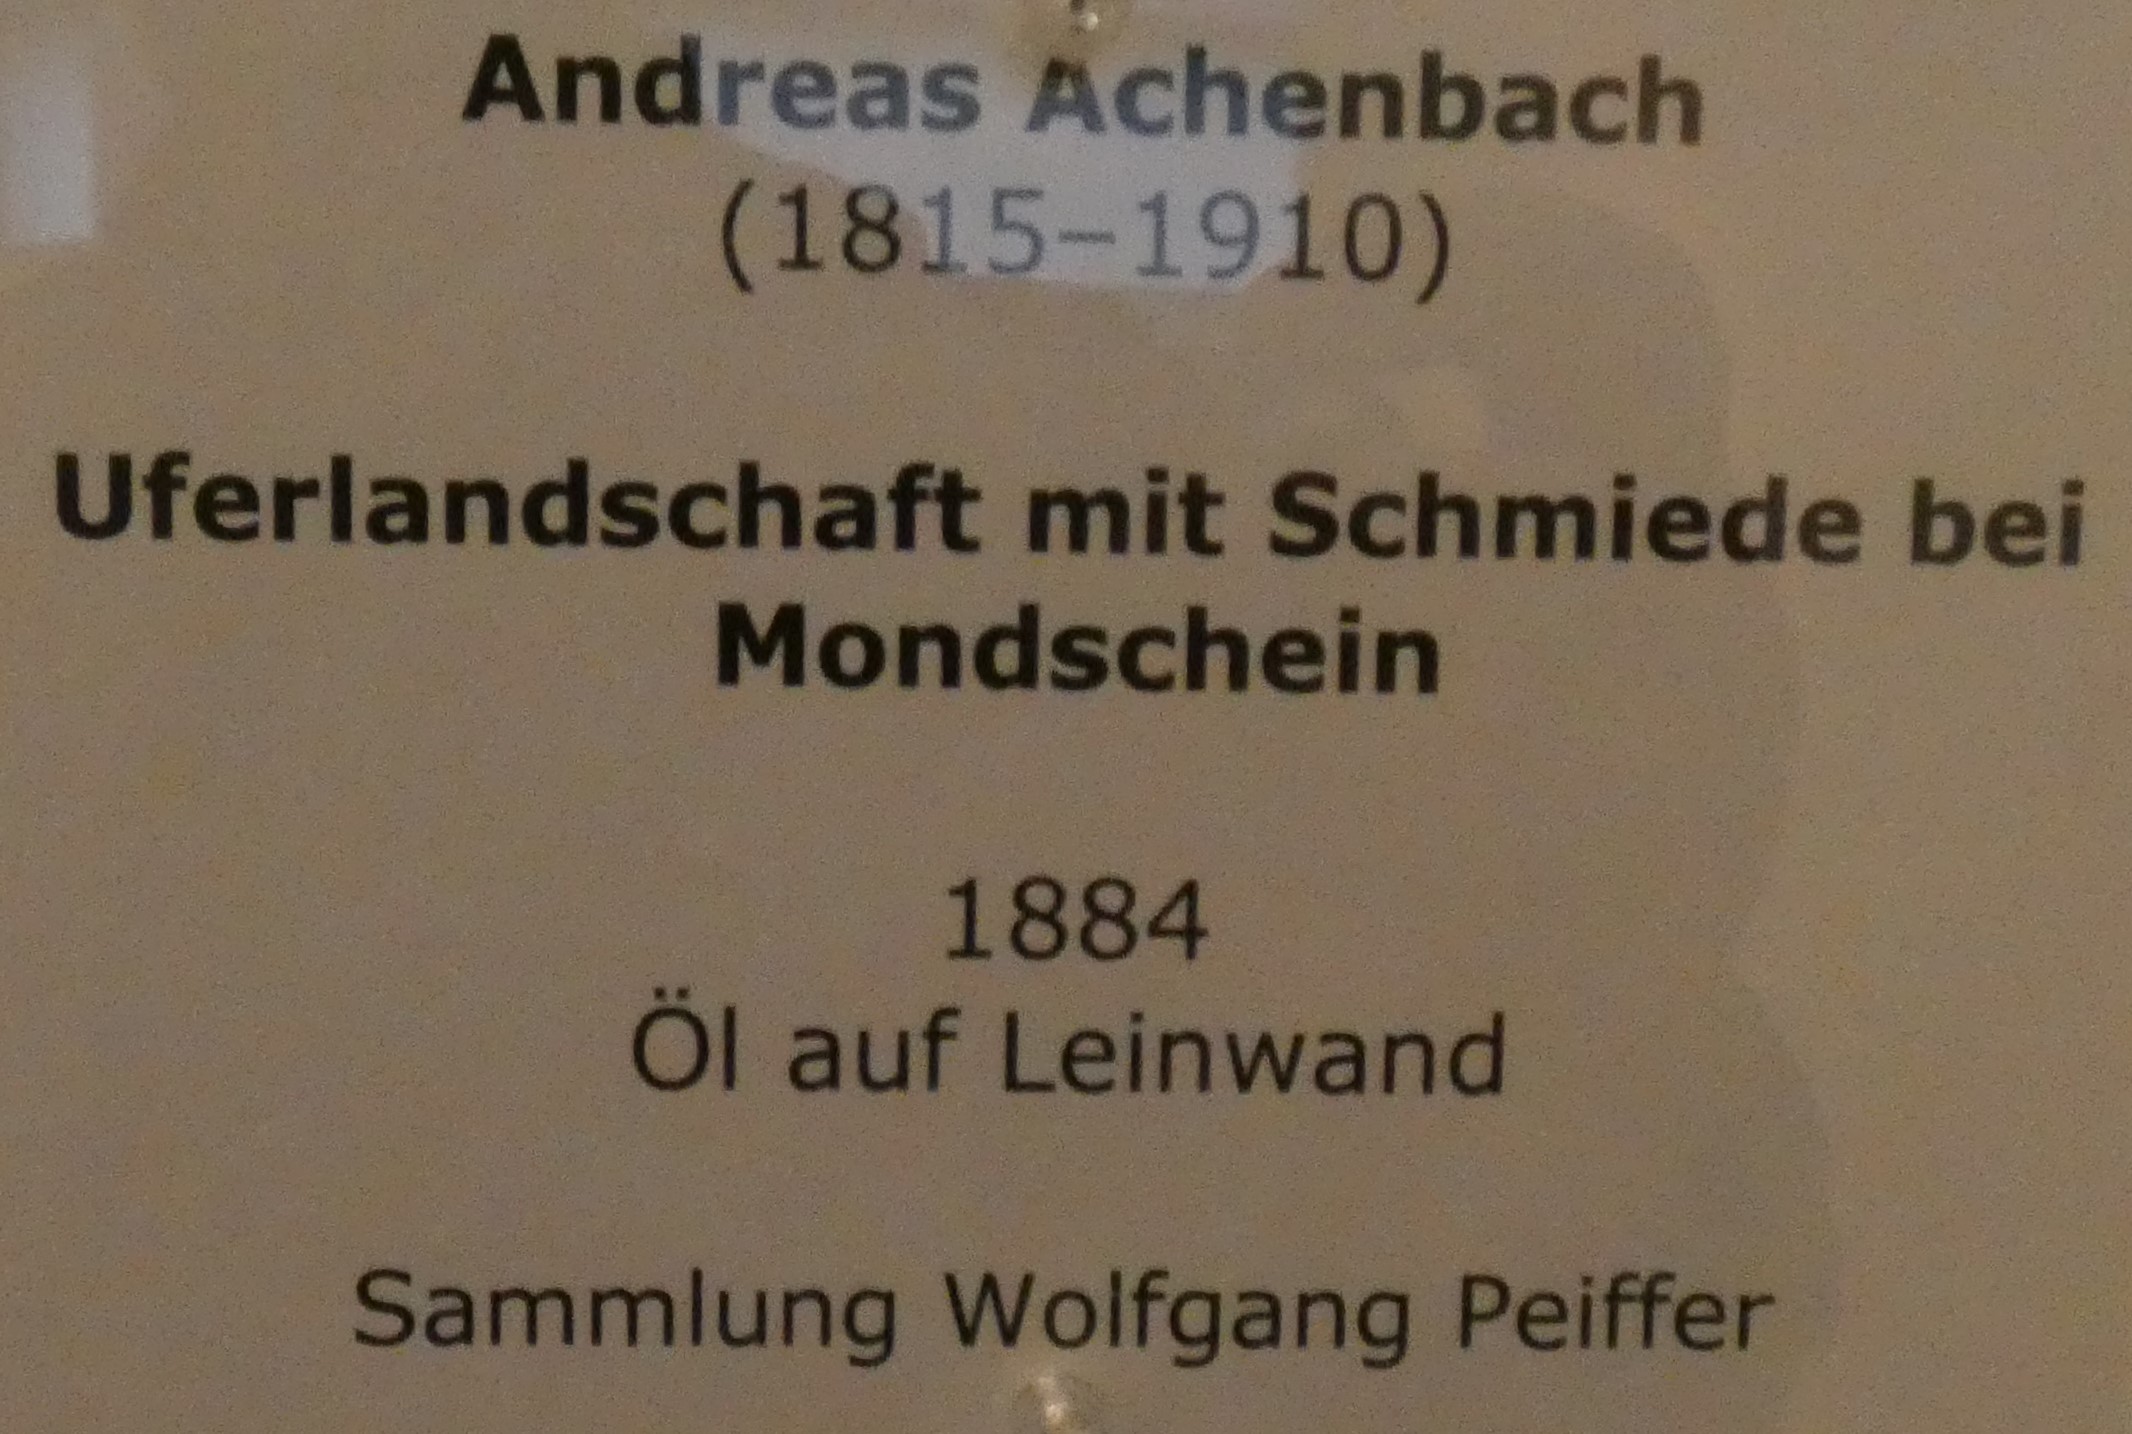 Andreas Achenbach
(1815–1910)
Uferlandschaft mit Schmiede bei
Mondschein
1884
Öl auf Leinwand
Sammlung Wolfgang Peiffer